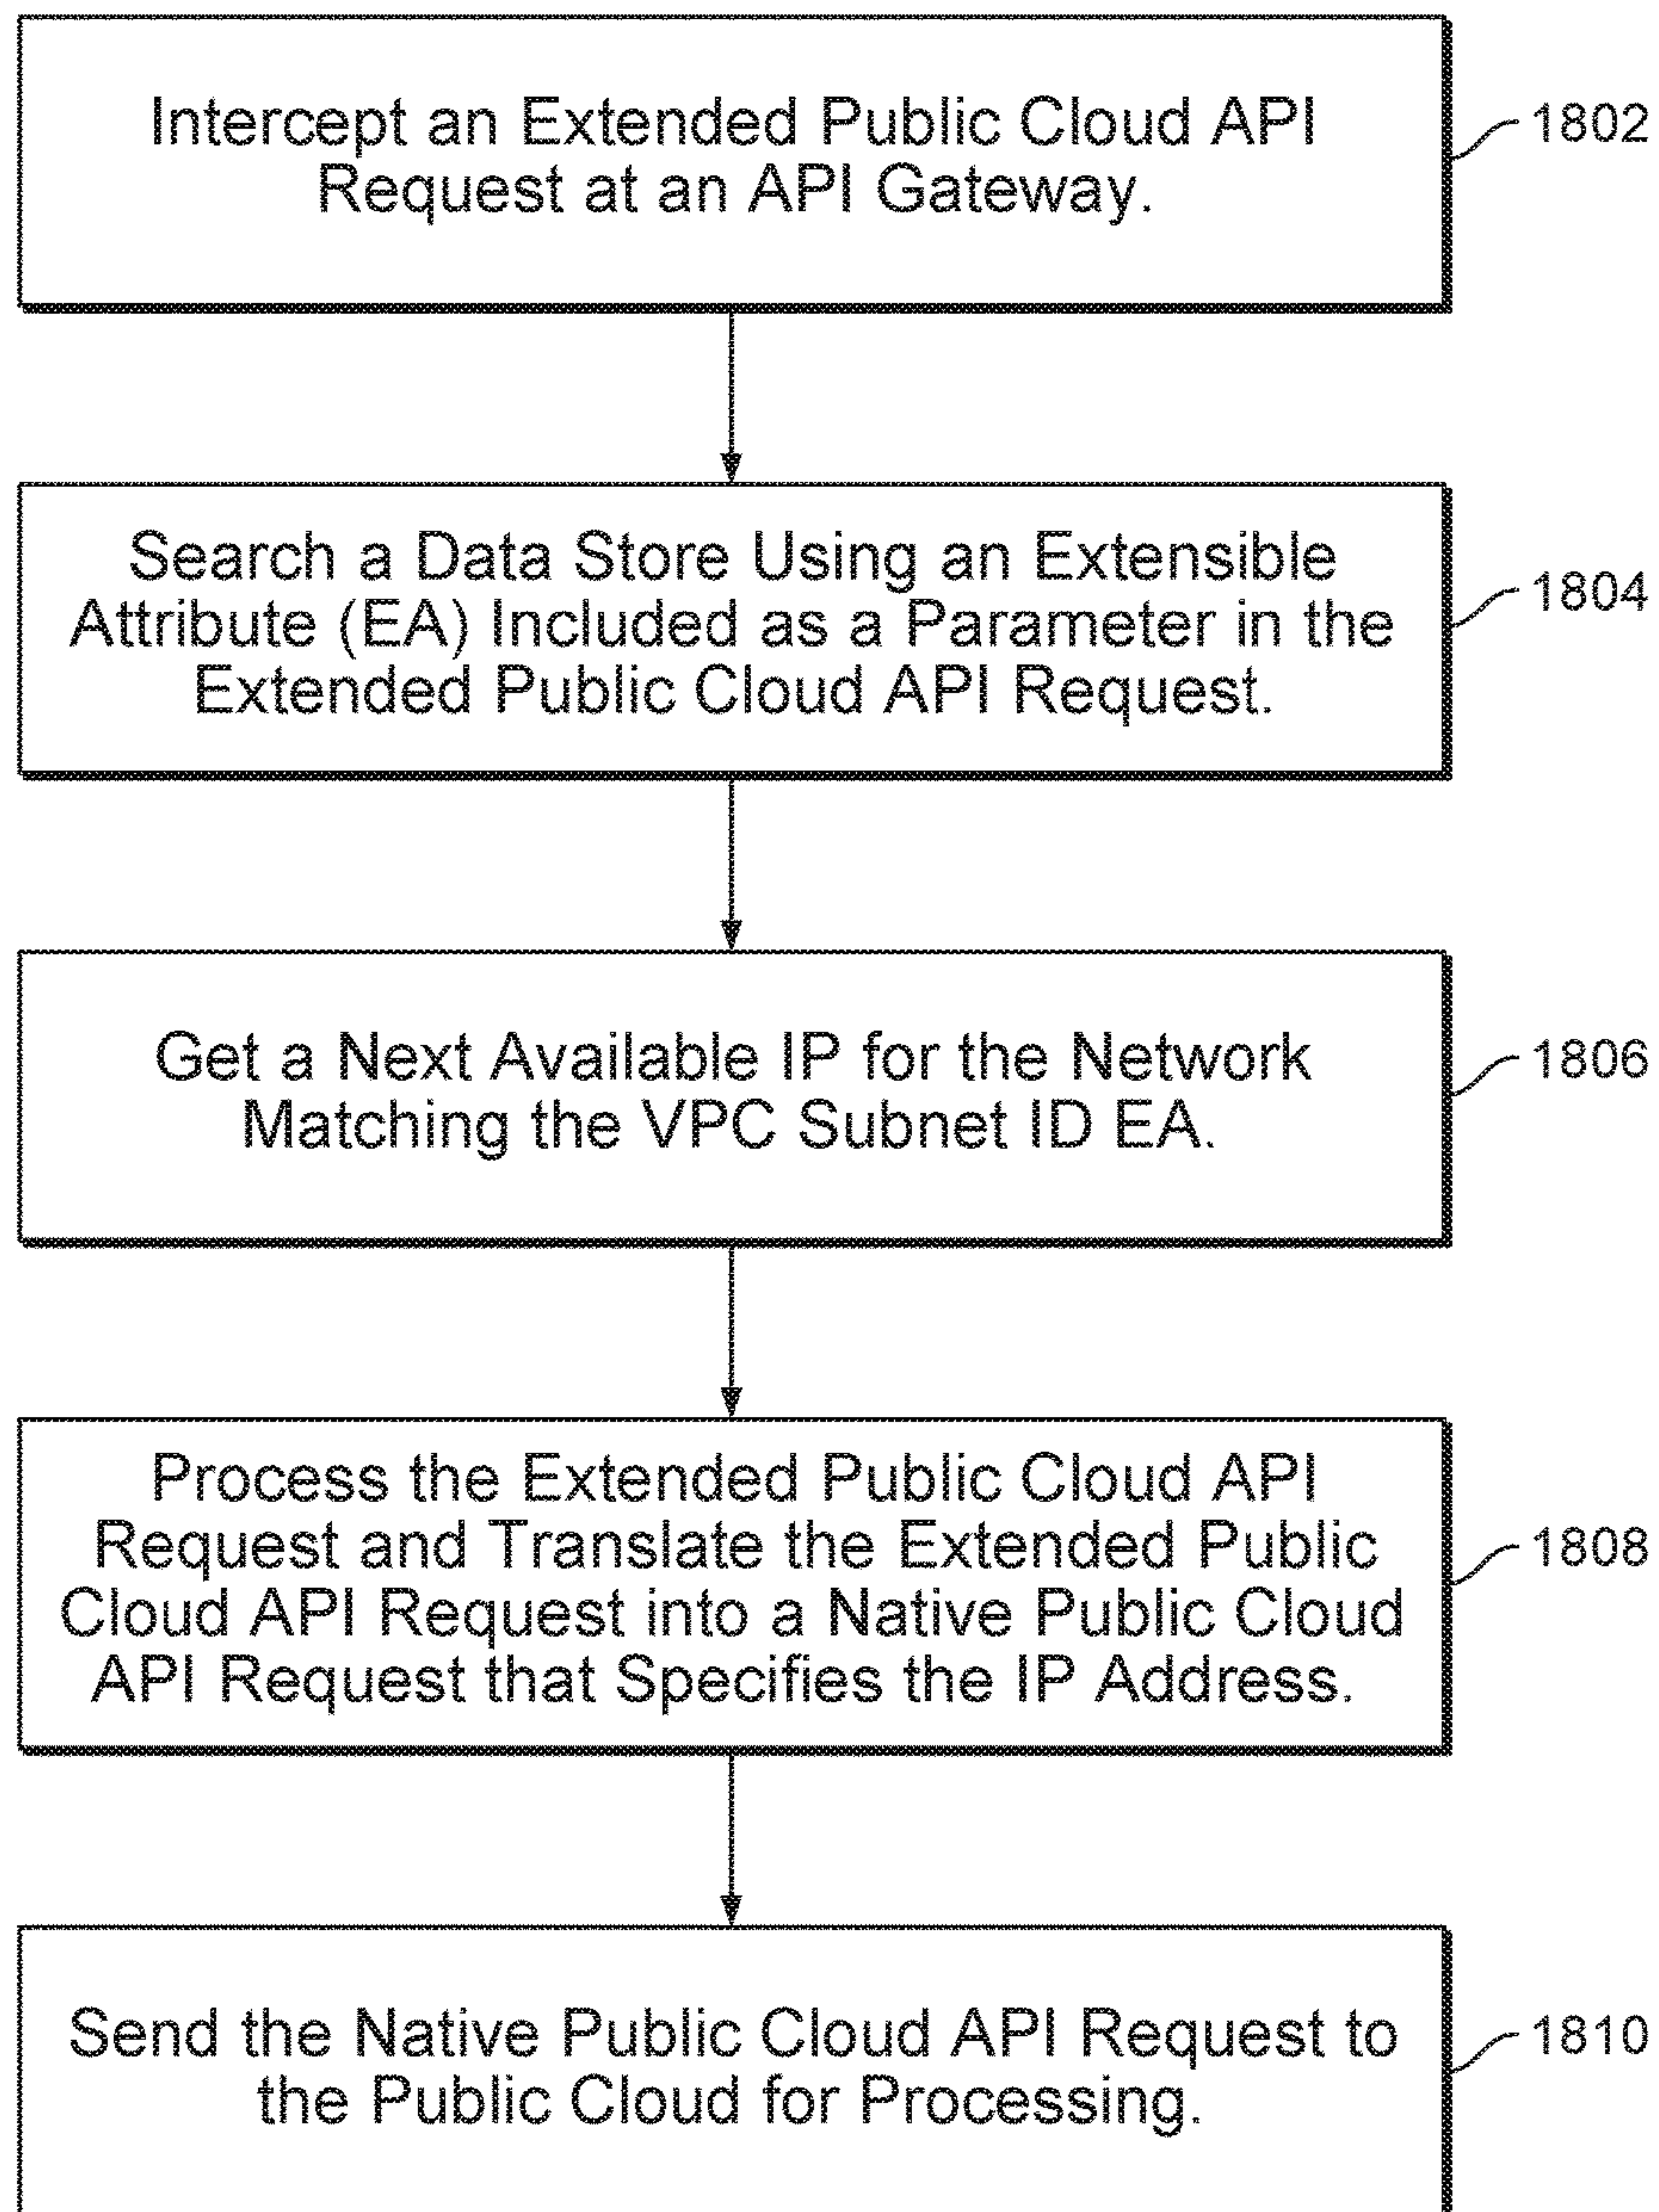 Intercept an Extended Public Cloud API
Request at an API Gateway.
1802
Search a Data Store Using an Extensible
Attribute (EA) Included as a Parameter in the
Extended Public Cloud API Request.
1804
Get a Next Available IP for the Network
Matching the VPC Subnet ID EA.
1806
Process the Extended Public Cloud API
Request and Translate the Extended Public
Cloud API Request into a Native Public Cloud
API Request that Specifies the IP Address.
1808
Send the Native Public Cloud API Request to
the Public Cloud for Processing.
1810